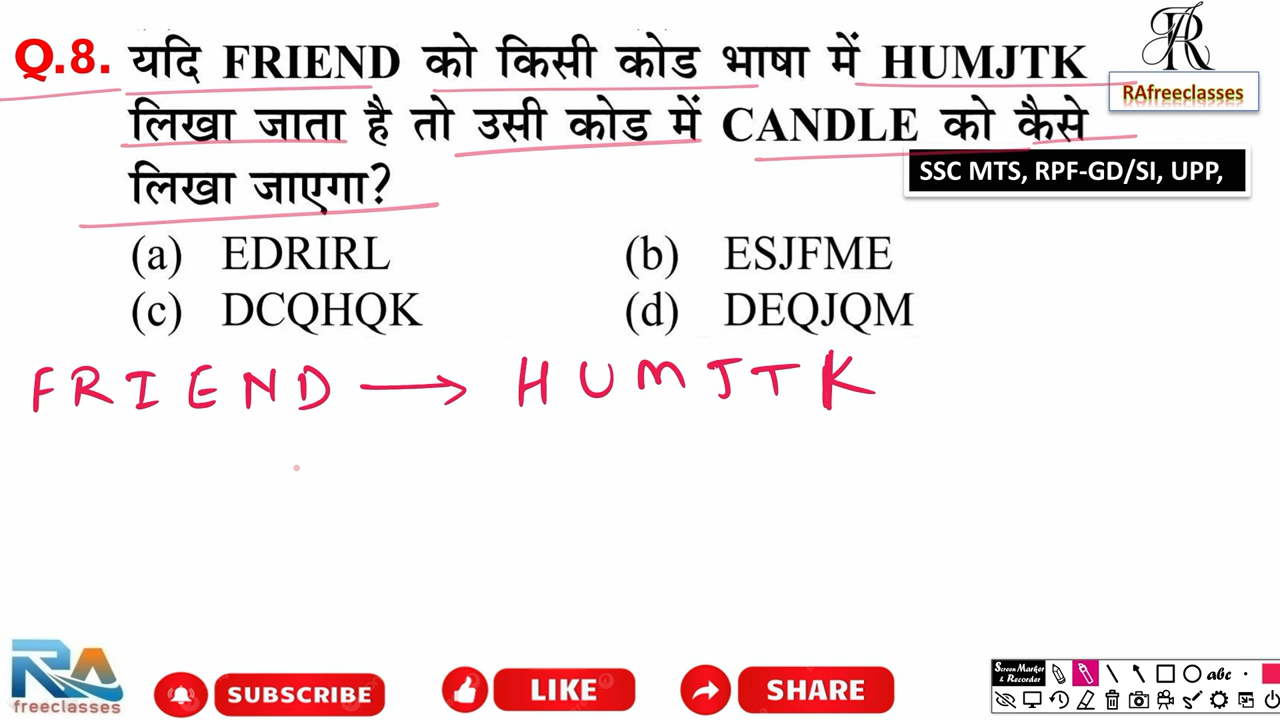 Q.8. यदि FRIEND को किसी कोड भाषा में HUMJTK
RAfreeclasses
लिखा जाता है तो उसी कोड में CANDLE को कैसे
SSC MTS, RPF-GD/SI, UPP,
लिखा जाएगा?
(a) EDRIRL (b) ESJFME
(c) DCQHQK (d) DEQJQM
FRIEND → HUMJTK
RA
freeclasses
SUBSCRIBE
LIKE
SHARE
Screen Marker
& Recorder
abc